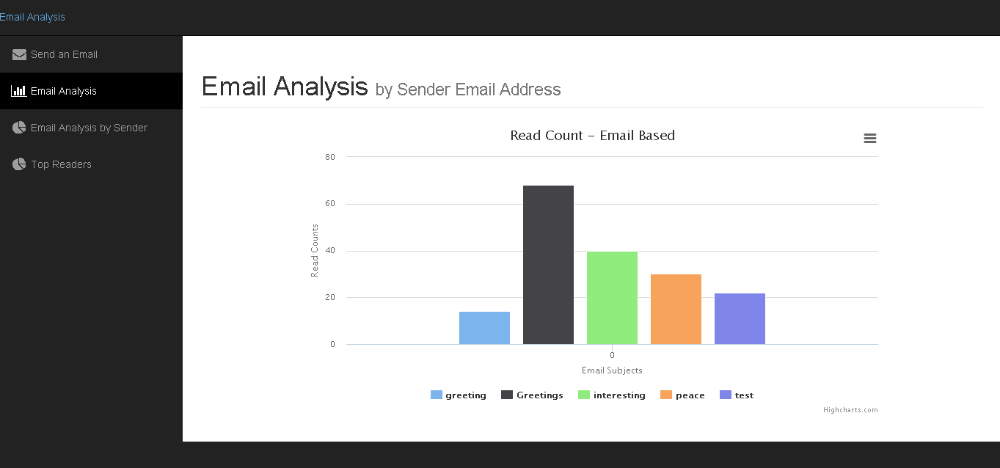 Email Analysis
Send an Email
Email Analysis
Email Analysis by Sender
Top Readers
Email Analysis by Sender Email Address
Read Count - Email Based
80
60
40
20
0
Read Counts
0
Email Subjects
greeting Greetings interesting peace test
Highcharts.com